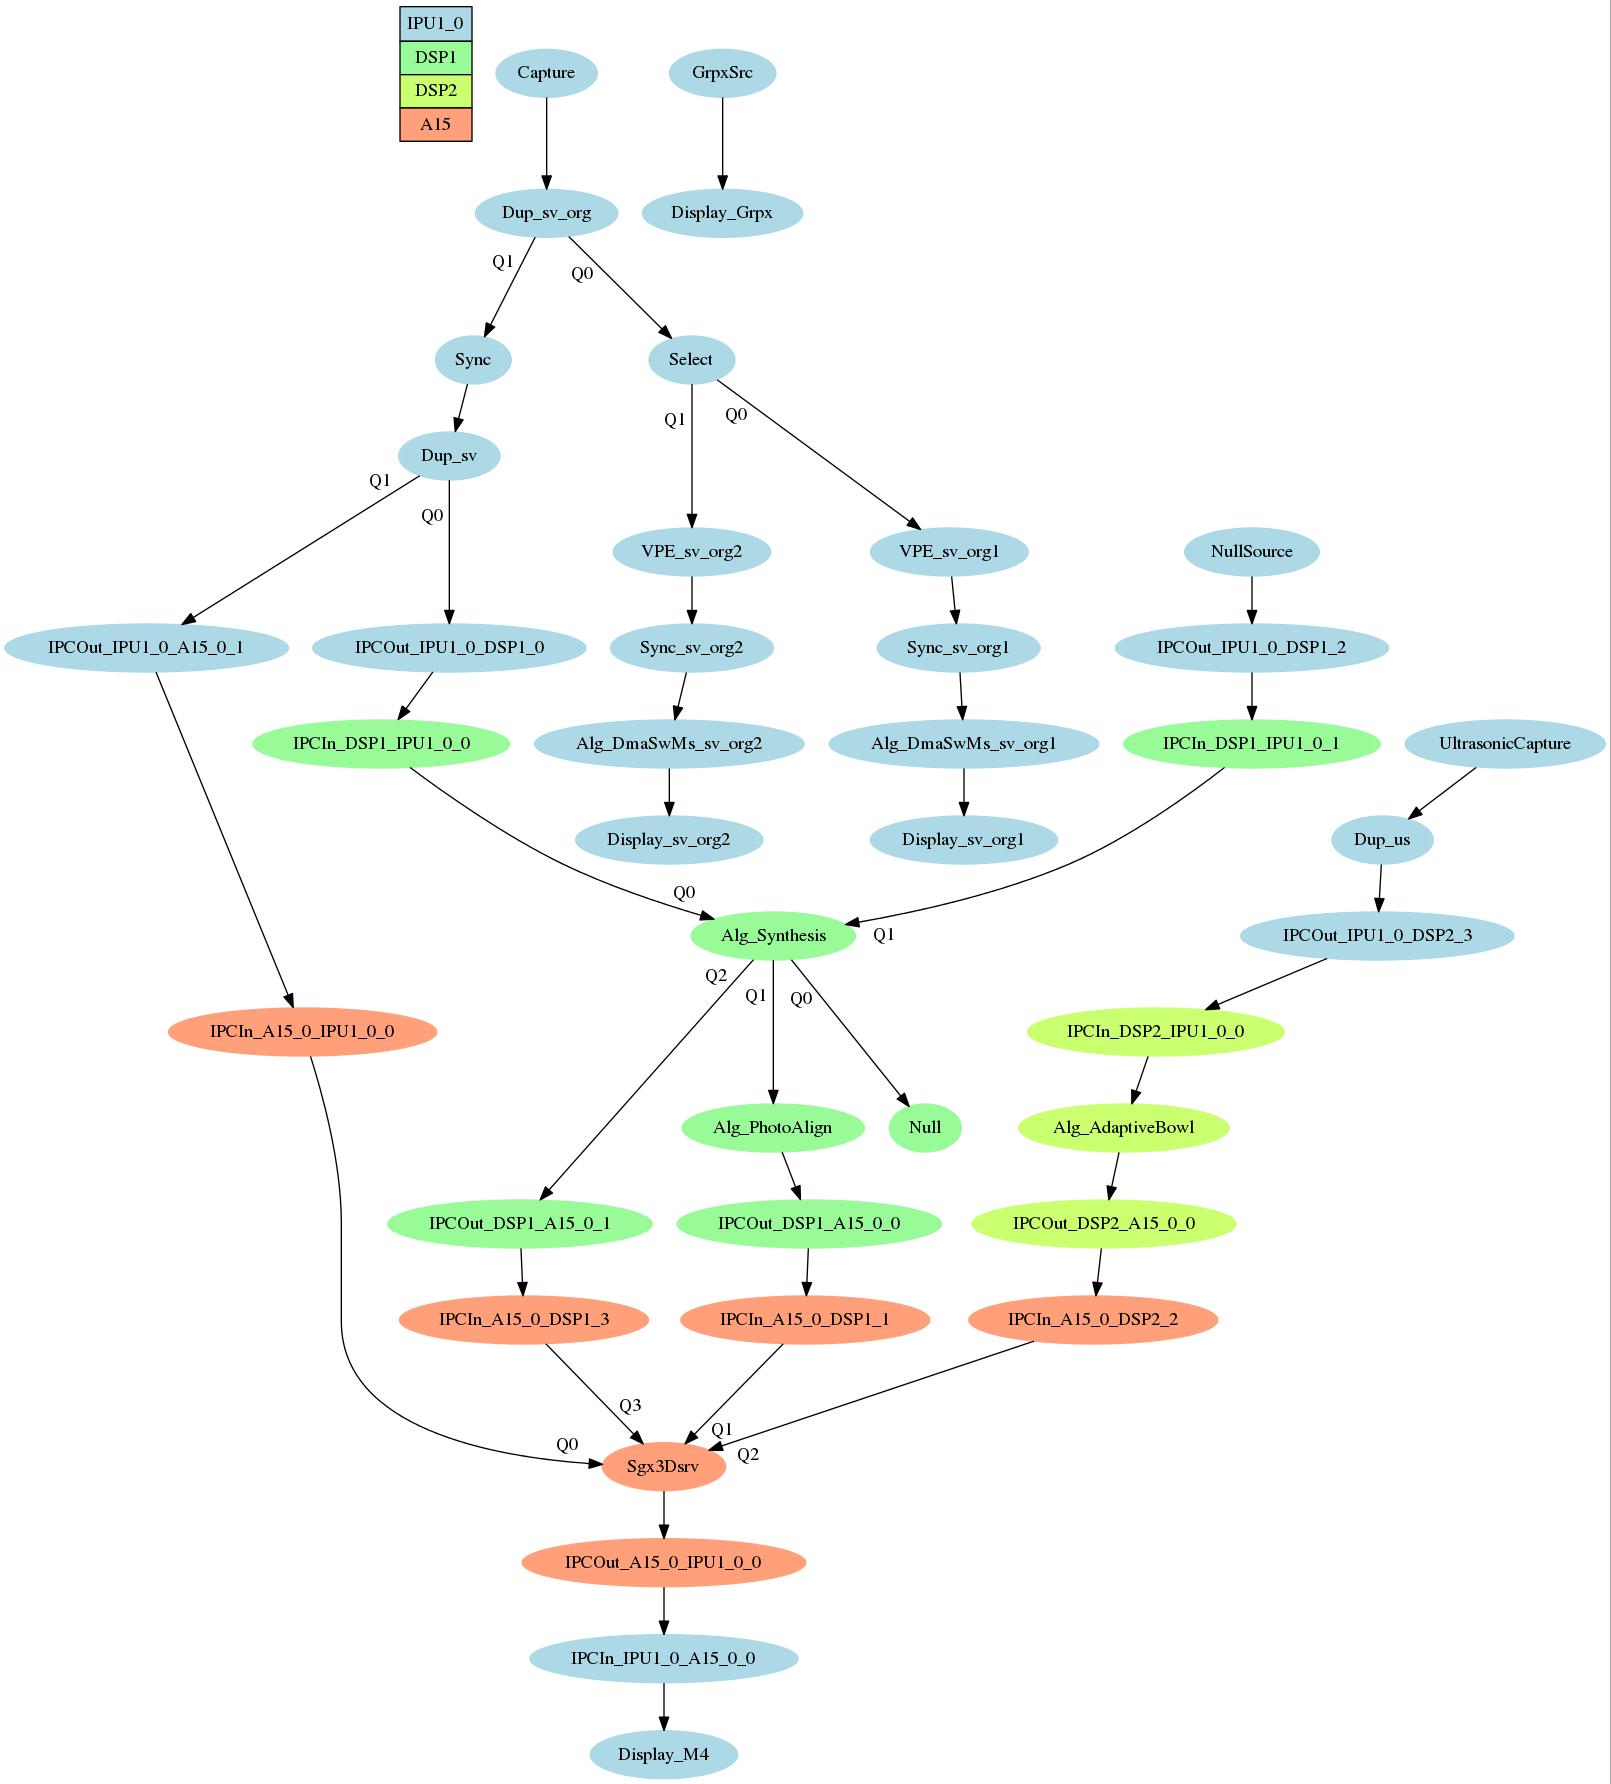 IPU1_0
DSP1
DSP2
A15
Capture
GrpxSrc
Dup_sv_org
Display_Grpx
Q1
Q0
Sync
Select
Q1
Q0
Dup_sv
Q1
Q0
VPE_sv_org2
VPE_sv_org1
NullSource
IPCOut_IPU1_0_A15_0_1
IPCOut_IPU1_0_DSP1_0
Sync_sv_org2
Sync_sv_org1
IPCOut_IPU1_0_DSP1_2
IPCIn_DSP1_IPU1_0_0
Alg_DmaSwMs_sv_org2
Alg_DmaSwMs_sv_org1
IPCIn_DSP1_IPU1_0_1
UltrasonicCapture
Display_sv_org2
Display_sv_org1
Dup_us
Q0
Alg_Synthesis
Q1
IPCOut_IPU1_0_DSP2_3
Q2
Q1
Q0
IPCIn_A15_0_IPU1_0_0
IPCIn_DSP2_IPU1_0_0
Alg_PhotoAlign
Null
Alg_AdaptiveBowl
IPCOut_DSP1_A15_0_1
IPCOut_DSP1_A15_0_0
IPCOut_DSP2_A15_0_0
IPCIn_A15_0_DSP1_3
IPCIn_A15_0_DSP1_1
IPCIn_A15_0_DSP2_2
Q3
Q1
Q0
Q2
Sgx3Dsrv
IPCOut_A15_0_IPU1_0_0
IPCIn_IPU1_0_A15_0_0
Display_M4